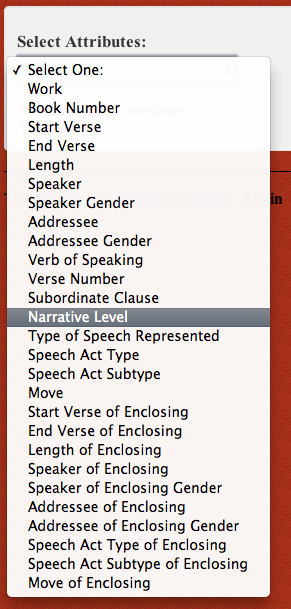 Select Attributes:
✓ Select One:
Work
Book Number
Start Verse
End Verse
Length
Speaker
Speaker Gender
Addressee
Addressee Gender
Verb of Speaking
Verse Number
Subordinate Clause
Narrative Level
Type of Speech Represented
Speech Act Type
Speech Act Subtype
Move
Start Verse of Enclosing
End Verse of Enclosing
Length of Enclosing
Speaker of Enclosing
Speaker of Enclosing Gender
Addressee of Enclosing
Addressee of Enclosing Gender
Speech Act Type of Enclosing
Speech Act Subtype of Enclosing
Move of Enclosing